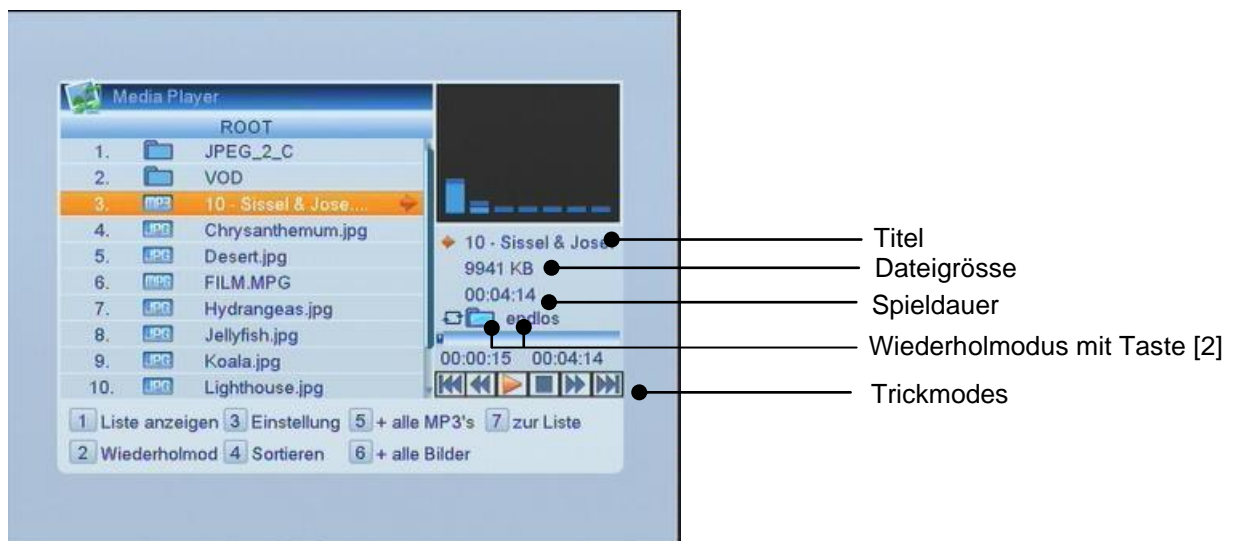 Media Player
ROOT
1. JPEG_2_C
2. VOD
3. MP3 10 - Sissel & Jose....
4. JPG Chrysanthemum.jpg
5. JPG Desert.jpg
6. MPG FILM.MPG
7. JPG Hydrangeas.jpg
8. JPG Jellyfish.jpg
9. JPG Koala.jpg
10. JPG Lighthouse.jpg
10 - Sissel & Jose
9941 KB
00:04:14
endlos
00:00:15 00:04:14
1 Liste anzeigen 3 Einstellung 5 + alle MP3's 7 zur Liste
2 Wiederholmod 4 Sortieren 6 + alle Bilder
Titel
Dateigrösse
Spieldauer
Wiederholmodus mit Taste [2]
Trickmodes